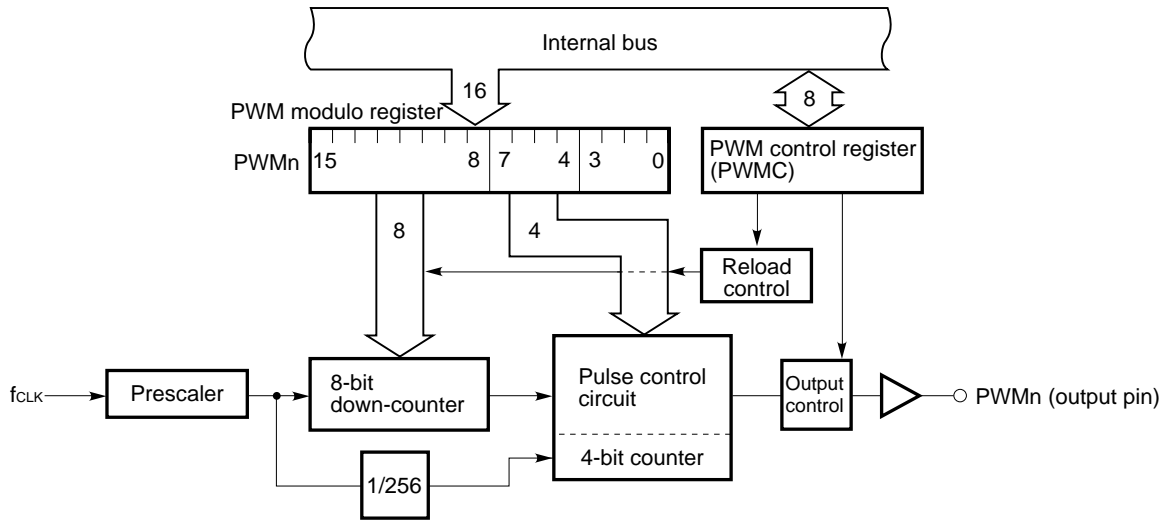 Internal bus
16
8
PWM modulo register
PWMn
15
8
7
4
3
0
PWM control register
(PWMC)
8
4
Reload
control
fCLK
Prescaler
8-bit
down-counter
Pulse control
circuit
Output
control
PWMn (output pin)
4-bit counter
1/256